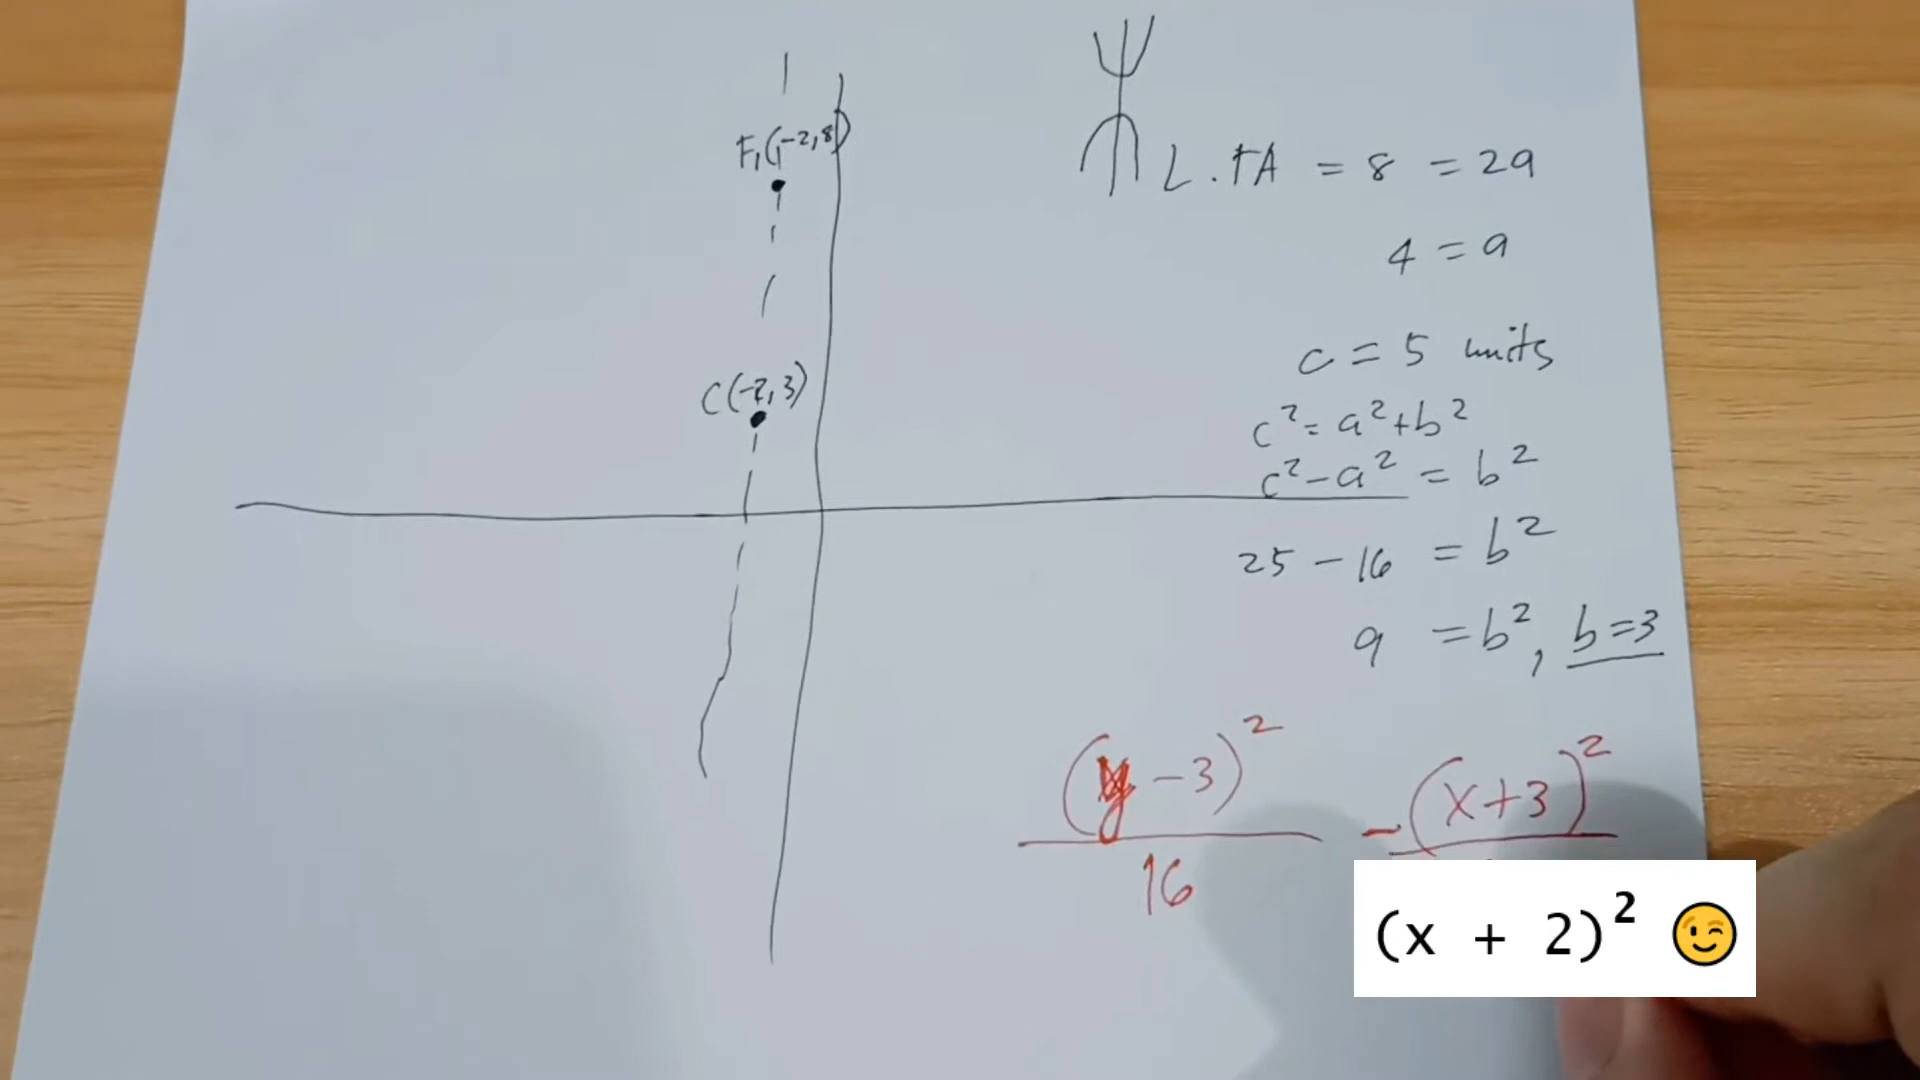 F₁(-2,8)
C(-2,3)
L.TA = 8 = 2a
4 = a
c = 5 units
c² = a² + b²
c² - a² = b²
25 - 16 = b²
9 = b², b = 3
(y - 3)² - (x + 3)²
16
(x + 2)² 😉